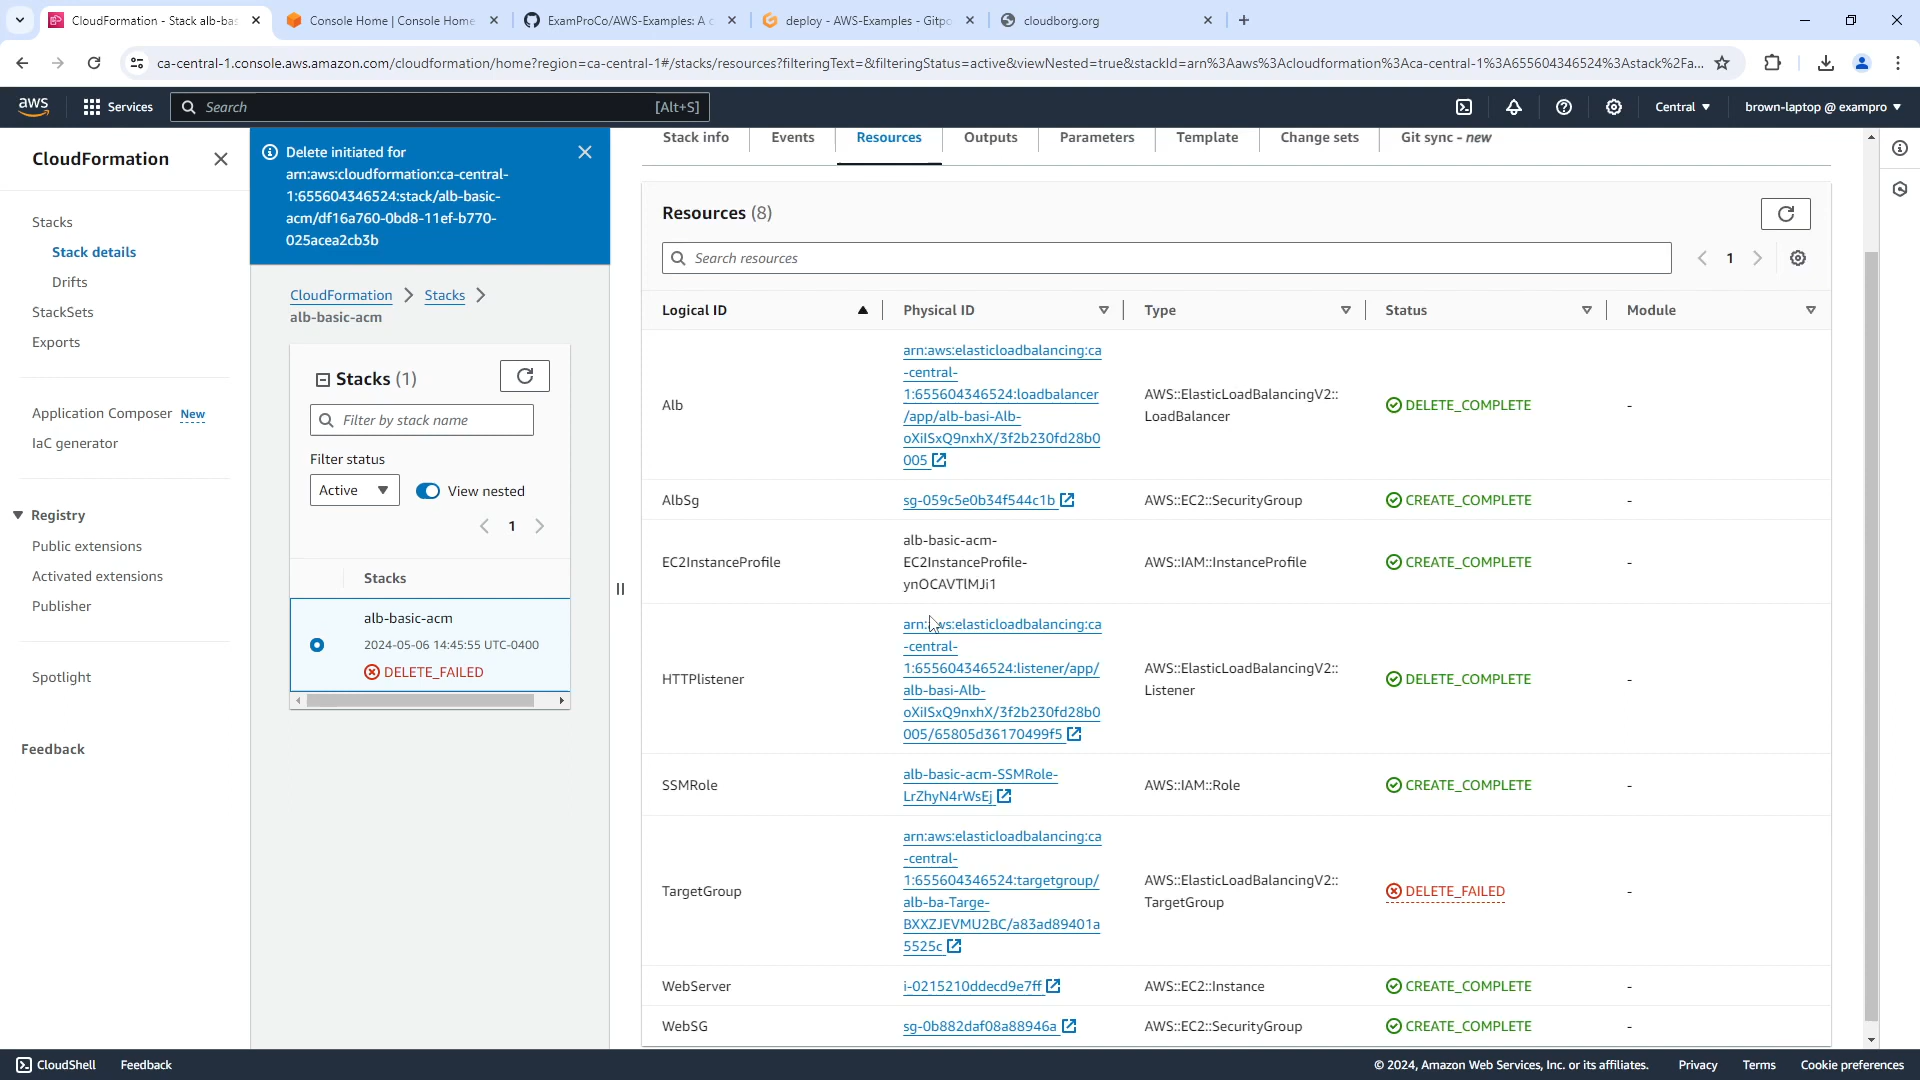 CloudFormation - Stack alb-bas
Console Home | Console Home
ExamProCo/AWS-Examples: A c
deploy - AWS-Examples - Gitpo
cloudborg.org
ca-central-1.console.aws.amazon.com/cloudformation/home?region=ca-central-1#/stacks/resources?filteringText=&filteringStatus=active&viewNested=true&stackId=arn%3Aaws%3Acloudformation%3Aca-central-1%3A655604346524%3Astack%2Fa...
aws
Services
Search
[Alt+S]
Central
brown-laptop @ exampro
CloudFormation
Stacks
Stack details
Drifts
StackSets
Exports
Application Composer New
IaC generator
Registry
Public extensions
Activated extensions
Publisher
Spotlight
Feedback
Delete initiated for
arn:aws:cloudformation:ca-central-
1:655604346524:stack/alb-basic-
acm/df16a760-0bd8-11ef-b770-
025acea2cb3b
CloudFormation > Stacks >
alb-basic-acm
Stacks (1)
Filter by stack name
Filter status
Active
View nested
1
Stacks
alb-basic-acm
2024-05-06 14:45:55 UTC-0400
DELETE_FAILED
Stack info
Events
Resources
Outputs
Parameters
Template
Change sets
Git sync - new
Resources (8)
Search resources
1
Logical ID
Physical ID
Type
Status
Module
Alb
arn:aws:elasticloadbalancing:ca
-central-
1:655604346524:loadbalancer
/app/alb-basi-Alb-
oXiISxQ9nxhX/3f2b230fd28b0
005
AWS::ElasticLoadBalancingV2::
LoadBalancer
DELETE_COMPLETE
-
AlbSg
sg-059c5e0b34f544c1b
AWS::EC2::SecurityGroup
CREATE_COMPLETE
-
EC2InstanceProfile
alb-basic-acm-
EC2InstanceProfile-
ynOCAVTlMJi1
AWS::IAM::InstanceProfile
CREATE_COMPLETE
-
HTTPlistener
arn:aws:elasticloadbalancing:ca
-central-
1:655604346524:listener/app/
alb-basi-Alb-
oXiISxQ9nxhX/3f2b230fd28b0
005/65805d36170499f5
AWS::ElasticLoadBalancingV2::
Listener
DELETE_COMPLETE
-
SSMRole
alb-basic-acm-SSMRole-
LrZhyN4rWsEj
AWS::IAM::Role
CREATE_COMPLETE
-
TargetGroup
arn:aws:elasticloadbalancing:ca
-central-
1:655604346524:targetgroup/
alb-ba-Targe-
BXXZJEVMU2BC/a83ad89401a
5525c
AWS::ElasticLoadBalancingV2::
TargetGroup
DELETE_FAILED
-
WebServer
i-0215210ddecd9e7ff
AWS::EC2::Instance
CREATE_COMPLETE
-
WebSG
sg-0b882daf08a88946a
AWS::EC2::SecurityGroup
CREATE_COMPLETE
-
CloudShell
Feedback
© 2024, Amazon Web Services, Inc. or its affiliates.
Privacy
Terms
Cookie preferences